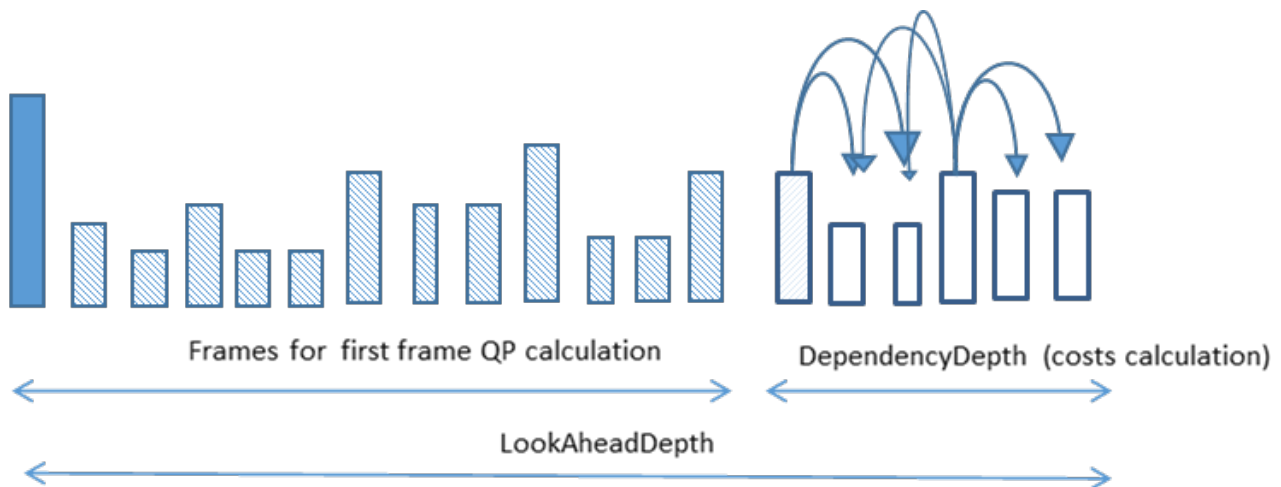 Frames for first frame QP calculation
DependencyDepth (costs calculation)
LookAheadDepth